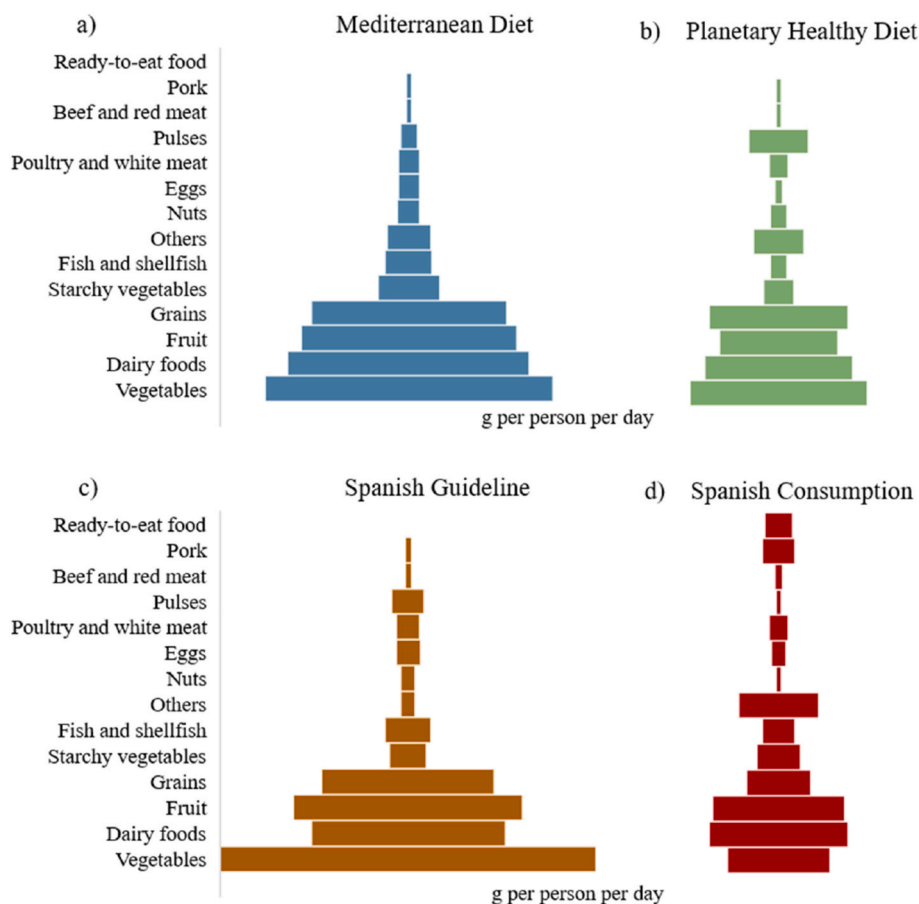 a)
Mediterranean Diet
b)
Planetary Healthy Diet
Ready-to-eat food
Pork
Beef and red meat
Pulses
Poultry and white meat
Eggs
Nuts
Others
Fish and shellfish
Starchy vegetables
Grains
Fruit
Dairy foods
Vegetables
g per person per day
c)
Spanish Guideline
d)
Spanish Consumption
Ready-to-eat food
Pork
Beef and red meat
Pulses
Poultry and white meat
Eggs
Nuts
Others
Fish and shellfish
Starchy vegetables
Grains
Fruit
Dairy foods
Vegetables
g per person per day